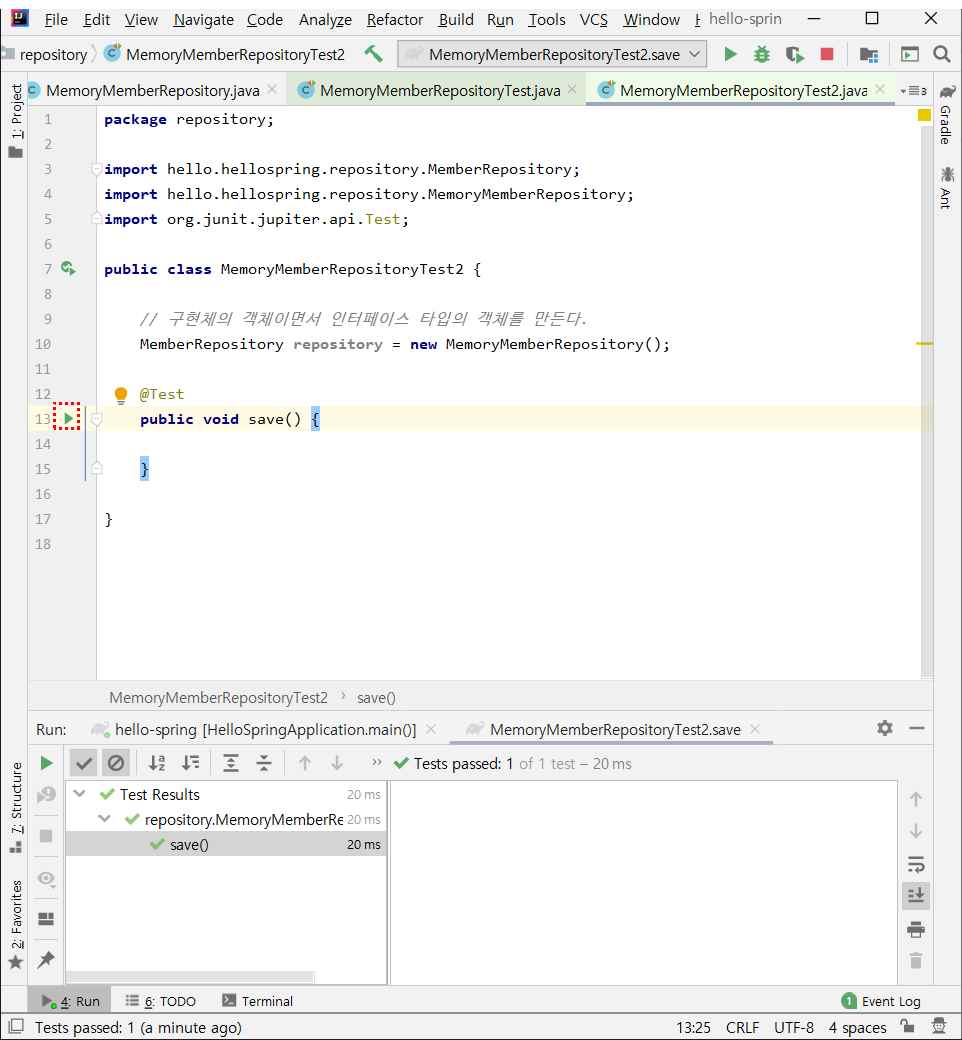 File Edit View Navigate Code Analyze Refactor Build Run Tools VCS Window hello-sprin
repository MemoryMemberRepositoryTest2 MemoryMemberRepositoryTest2.save
MemoryMemberRepository.java MemoryMemberRepositoryTest.java MemoryMemberRepositoryTest2.java 3
1: Project
Gradle
Ant
1 package repository;
2
3 import hello.hellospring.repository.MemberRepository;
4 import hello.hellospring.repository.MemoryMemberRepository;
5 import org.junit.jupiter.api.Test;
6
7 public class MemoryMemberRepositoryTest2 {
8
9 // 구현체의 객체이면서 인터페이스 타입의 객체를 만든다.
10 MemberRepository repository = new MemoryMemberRepository();
11
12 @Test
13 public void save() {
14
15 }
16
17 }
18
MemoryMemberRepositoryTest2 save()
Run: hello-spring [HelloSpringApplication.main()] MemoryMemberRepositoryTest2.save
Tests passed: 1 of 1 test – 20 ms
Test Results 20 ms
repository.MemoryMemberRe 20 ms
save() 20 ms
7: Structure
2: Favorites
4: Run 6: TODO Terminal 1 Event Log
Tests passed: 1 (a minute ago) 13:25 CRLF UTF-8 4 spaces